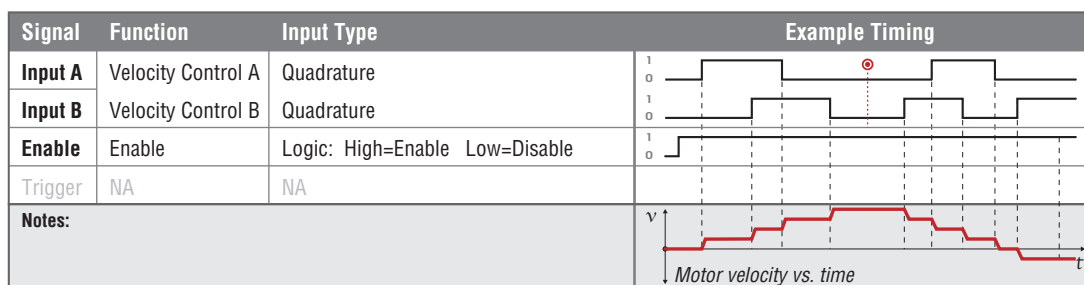 Signal Function Input Type Example Timing
Input A Velocity Control A Quadrature 1 0
Input B Velocity Control B Quadrature 1 0
Enable Enable Logic: High=Enable Low=Disable 1 0
Trigger NA NA
Notes: v
t
Motor velocity vs. time